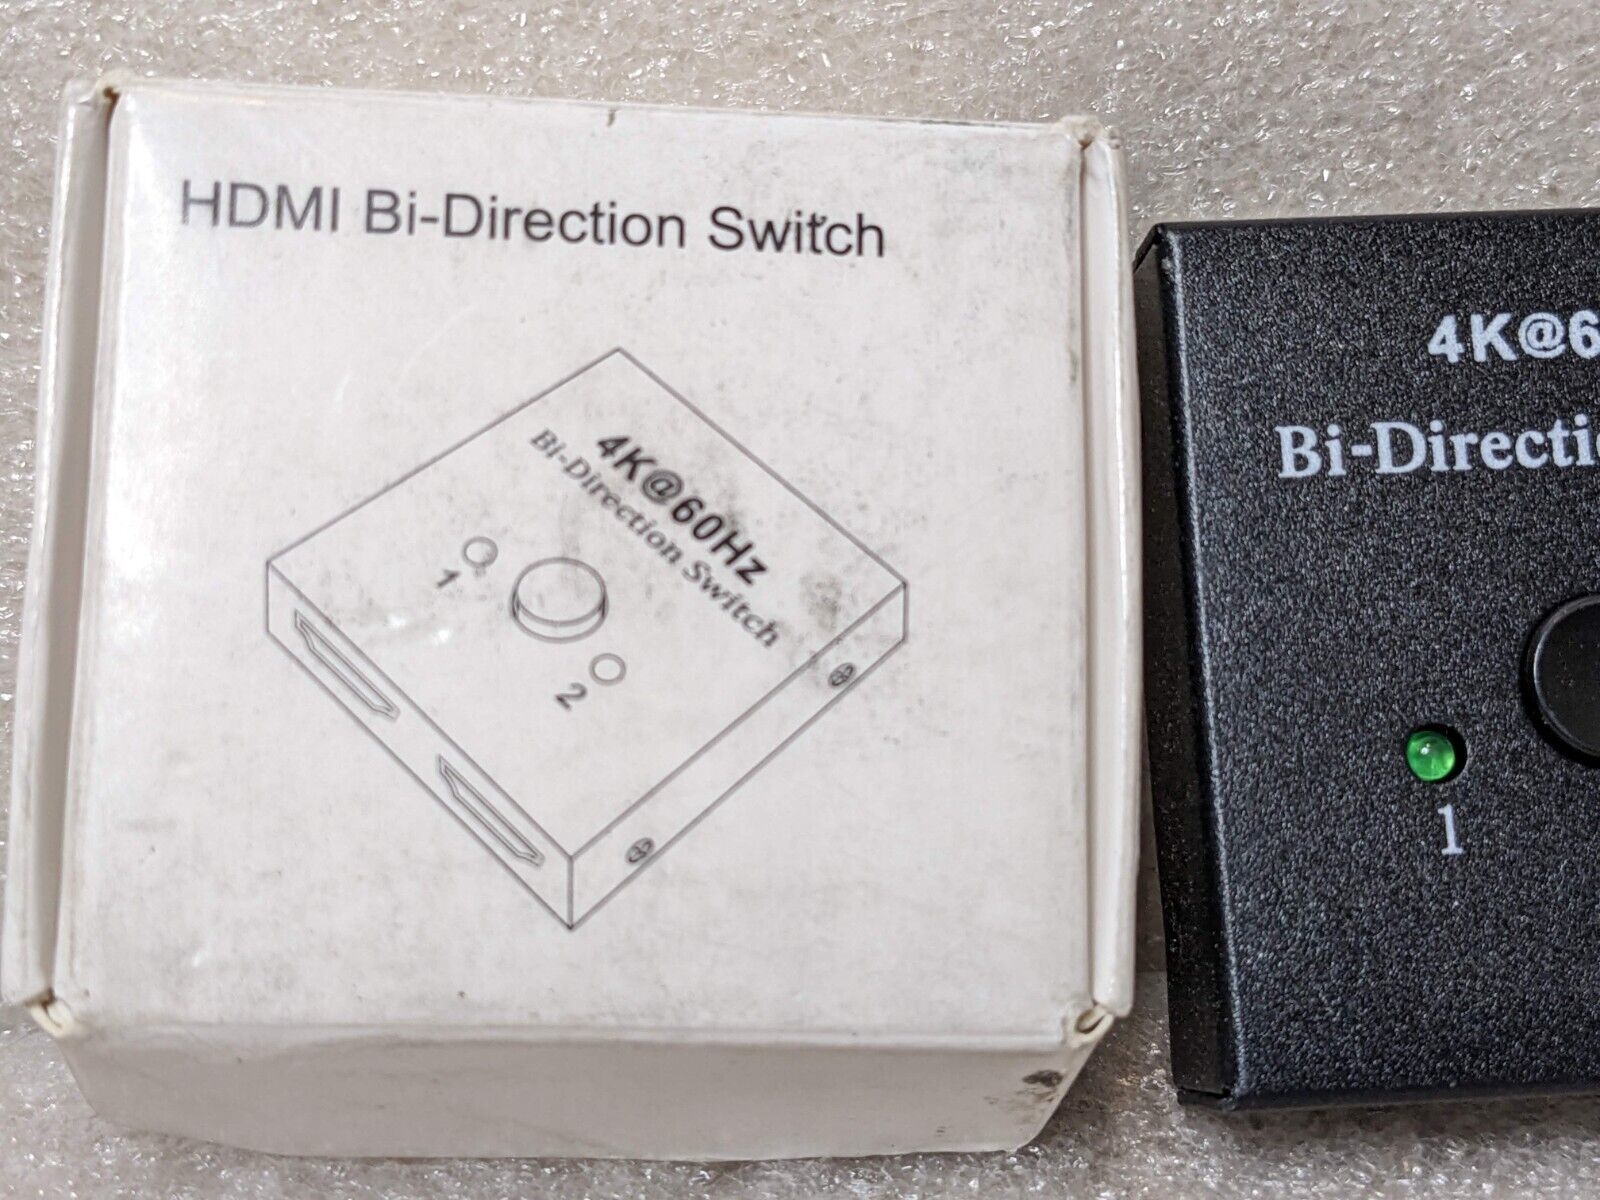 HDMI Bi-Direction Switch
4K@60Hz
Bi-Direction Switch
1
2
4K@6
Bi-Directi
1